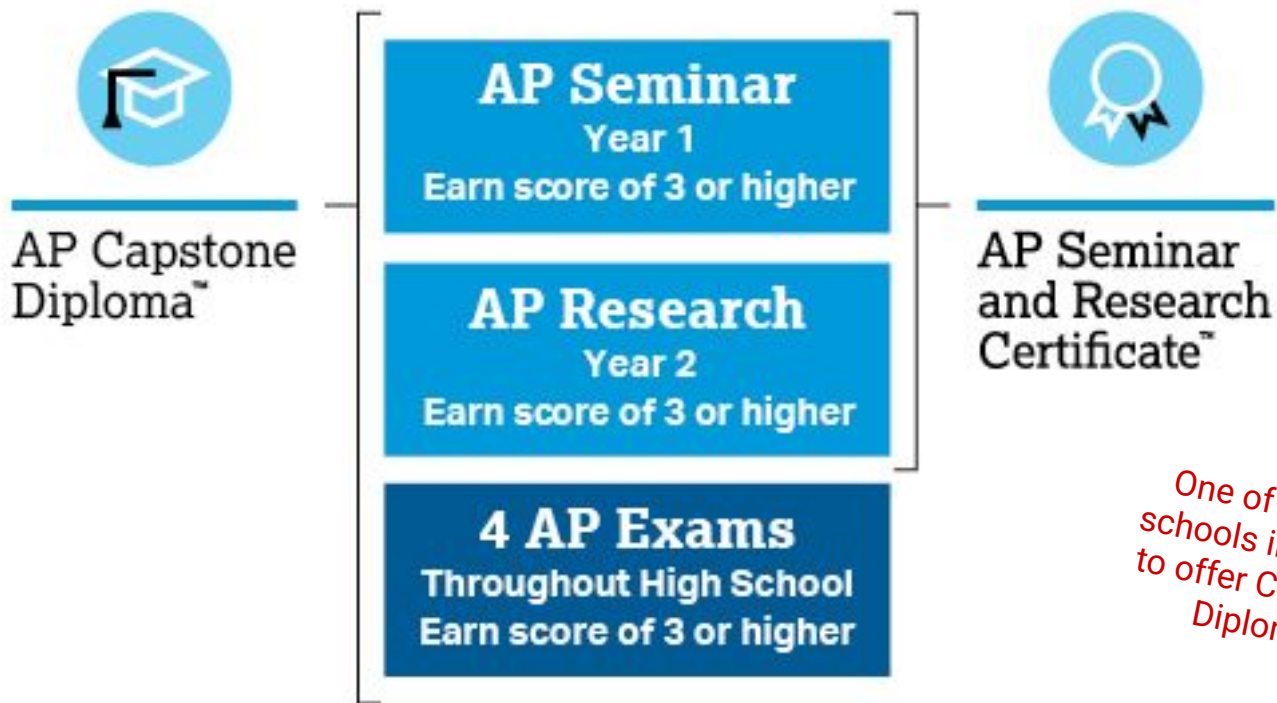 AP Capstone
Diploma™
AP Seminar
Year 1
Earn score of 3 or higher
AP Research
Year 2
Earn score of 3 or higher
4 AP Exams
Throughout High School
Earn score of 3 or higher
AP Seminar
and Research
Certificate™
One of
schools
to offer